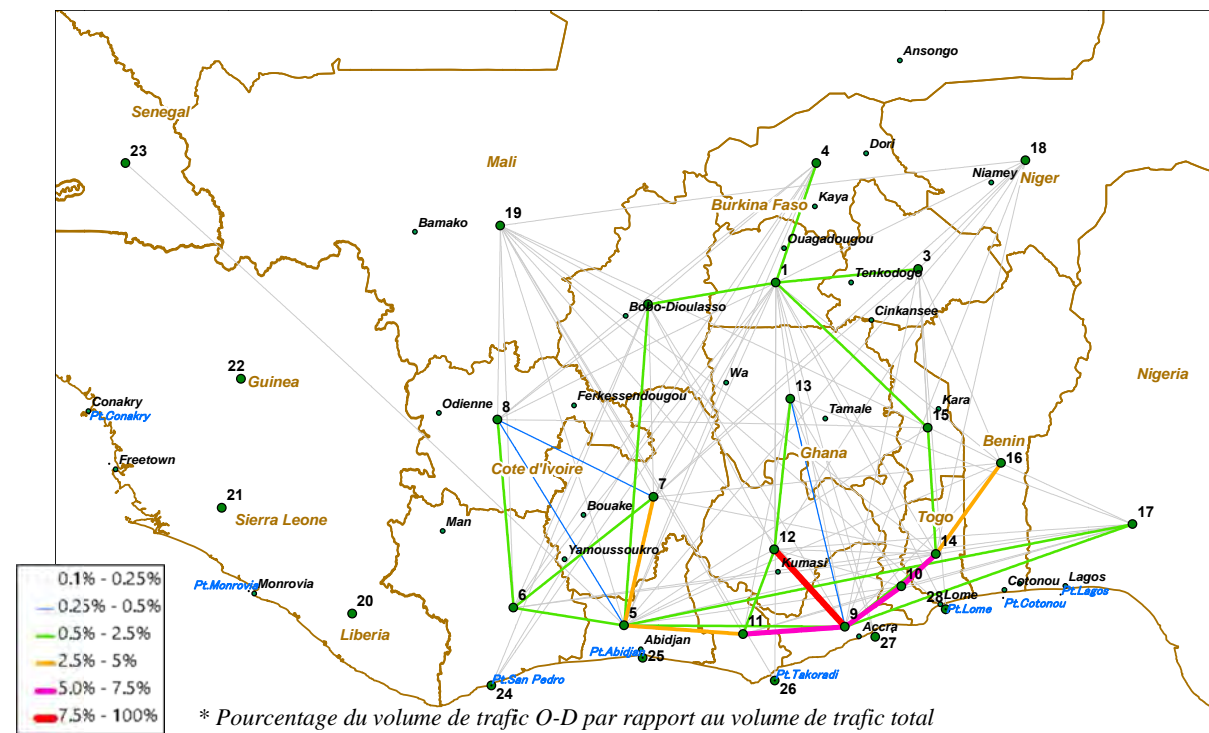 Ansongo
Senegal
23
Mali
4
Dori
18
Niamey
Niger
Kaya
Burkina Faso
19
Bamako
Ouagadougou
3
1
Tenkodogo
Bobo-Dioulasso
Cinkansee
22
Guinea
Wa
13
Nigeria
Conakry
Pt.Conakry
Odienne
8
Ferkessendougou
Tamale
Kara
15
Benin
16
Freetown
Cote d'Ivoire
Ghana
7
21
Sierra Leone
Bouake
Man
Togo
17
12
14
Yamoussoukro
Kumasi
10
Pt.Monrovia
Monrovia
Cotonou
Lagos
Pt.Lagos
28
Lome
Pt.Lome
Pt.Cotonou
20
Liberia
6
5
11
9
Accra
27
Abidjan
Pt.Abidjan
25
Pt.San Pedro
24
Pt.Takoradi
26
0.1% - 0.25%
0.25% - 0.5%
0.5% - 2.5%
2.5% - 5%
5.0% - 7.5%
7.5% - 100%
* Pourcentage du volume de trafic O-D par rapport au volume de trafic total